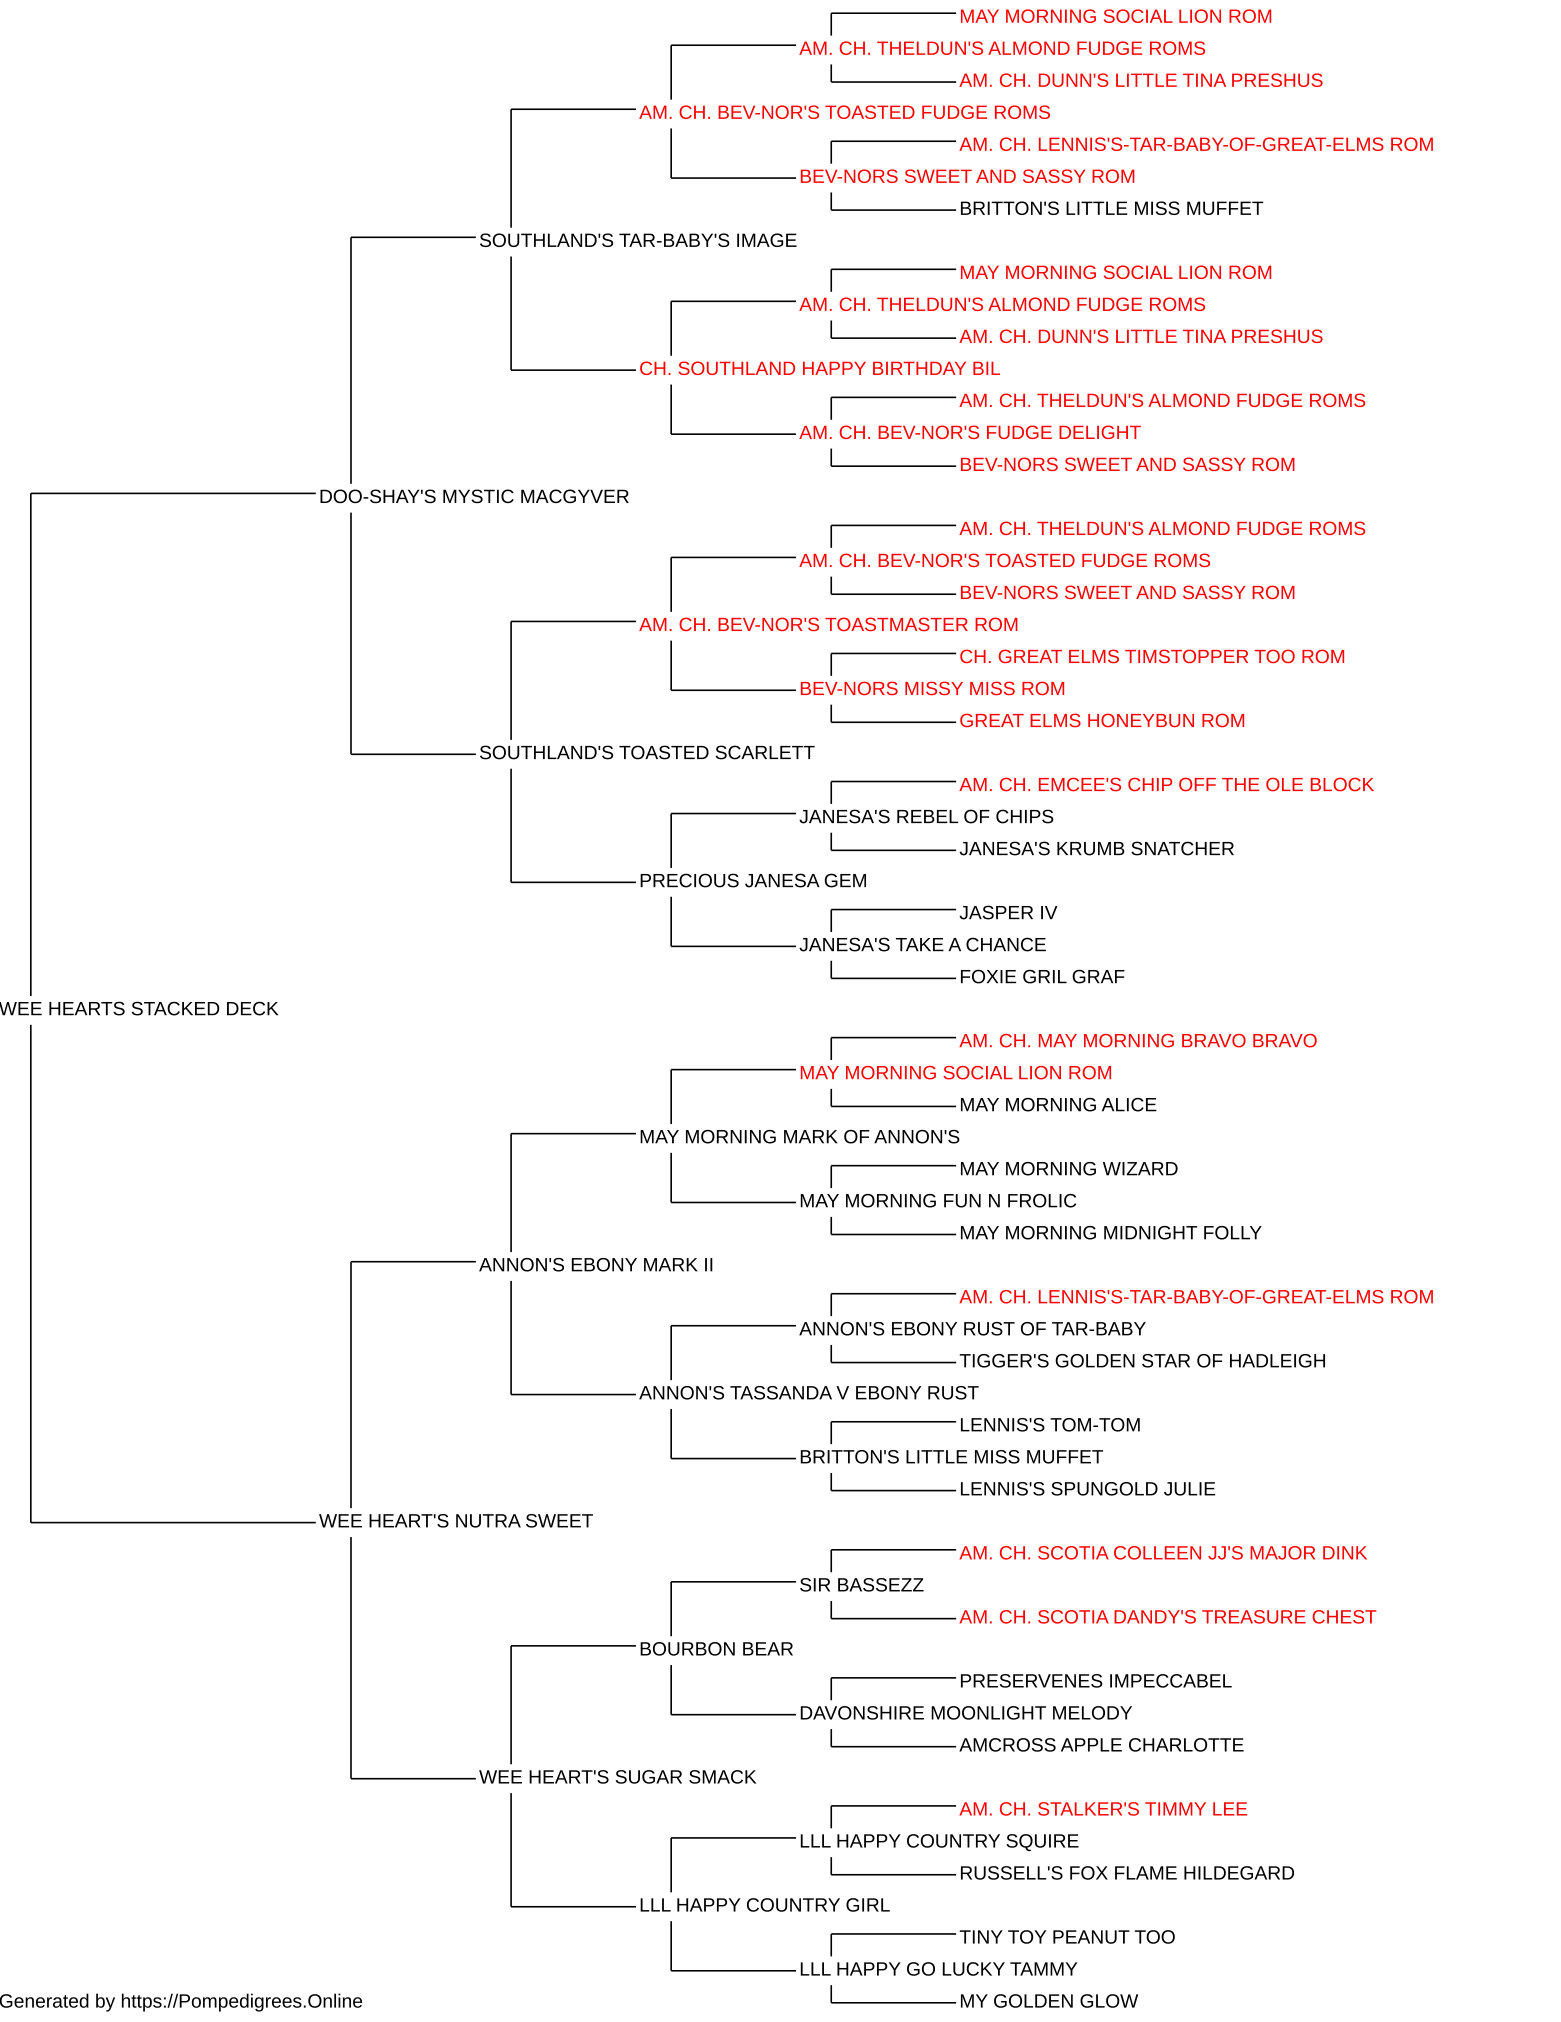 MAY MORNING SOCIAL LION ROM
AM. CH. THELDUN'S ALMOND FUDGE ROMS
AM. CH. DUNN'S LITTLE TINA PRESHUS
AM. CH. BEV-NOR'S TOASTED FUDGE ROMS
AM. CH. LENNIS'S-TAR-BABY-OF-GREAT-ELMS ROM
BEV-NORS SWEET AND SASSY ROM
BRITTON'S LITTLE MISS MUFFET
SOUTHLAND'S TAR-BABY'S IMAGE
MAY MORNING SOCIAL LION ROM
AM. CH. THELDUN'S ALMOND FUDGE ROMS
AM. CH. DUNN'S LITTLE TINA PRESHUS
CH. SOUTHLAND HAPPY BIRTHDAY BIL
AM. CH. THELDUN'S ALMOND FUDGE ROMS
AM. CH. BEV-NOR'S FUDGE DELIGHT
BEV-NORS SWEET AND SASSY ROM
DOO-SHAY'S MYSTIC MACGYVER
AM. CH. THELDUN'S ALMOND FUDGE ROMS
AM. CH. BEV-NOR'S TOASTED FUDGE ROMS
BEV-NORS SWEET AND SASSY ROM
AM. CH. BEV-NOR'S TOASTMASTER ROM
CH. GREAT ELMS TIMSTOPPER TOO ROM
BEV-NORS MISSY MISS ROM
GREAT ELMS HONEYBUN ROM
SOUTHLAND'S TOASTED SCARLETT
AM. CH. EMCEE'S CHIP OFF THE OLE BLOCK
JANESA'S REBEL OF CHIPS
JANESA'S KRUMB SNATCHER
PRECIOUS JANESA GEM
JASPER IV
JANESA'S TAKE A CHANCE
FOXIE GRIL GRAF
WEE HEARTS STACKED DECK
AM. CH. MAY MORNING BRAVO BRAVO
MAY MORNING SOCIAL LION ROM
MAY MORNING ALICE
MAY MORNING MARK OF ANNON'S
MAY MORNING WIZARD
MAY MORNING FUN N FROLIC
MAY MORNING MIDNIGHT FOLLY
ANNON'S EBONY MARK II
AM. CH. LENNIS'S-TAR-BABY-OF-GREAT-ELMS ROM
ANNON'S EBONY RUST OF TAR-BABY
TIGGER'S GOLDEN STAR OF HADLEIGH
ANNON'S TASSANDA V EBONY RUST
LENNIS'S TOM-TOM
BRITTON'S LITTLE MISS MUFFET
LENNIS'S SPUNGOLD JULIE
WEE HEART'S NUTRA SWEET
AM. CH. SCOTIA COLLEEN JJ'S MAJOR DINK
SIR BASSEZZ
AM. CH. SCOTIA DANDY'S TREASURE CHEST
BOURBON BEAR
PRESERVENES IMPECCABEL
DAVONSHIRE MOONLIGHT MELODY
AMCROSS APPLE CHARLOTTE
WEE HEART'S SUGAR SMACK
AM. CH. STALKER'S TIMMY LEE
LLL HAPPY COUNTRY SQUIRE
RUSSELL'S FOX FLAME HILDEGARD
LLL HAPPY COUNTRY GIRL
TINY TOY PEANUT TOO
LLL HAPPY GO LUCKY TAMMY
MY GOLDEN GLOW
Generated by https://Pompedigrees.Online